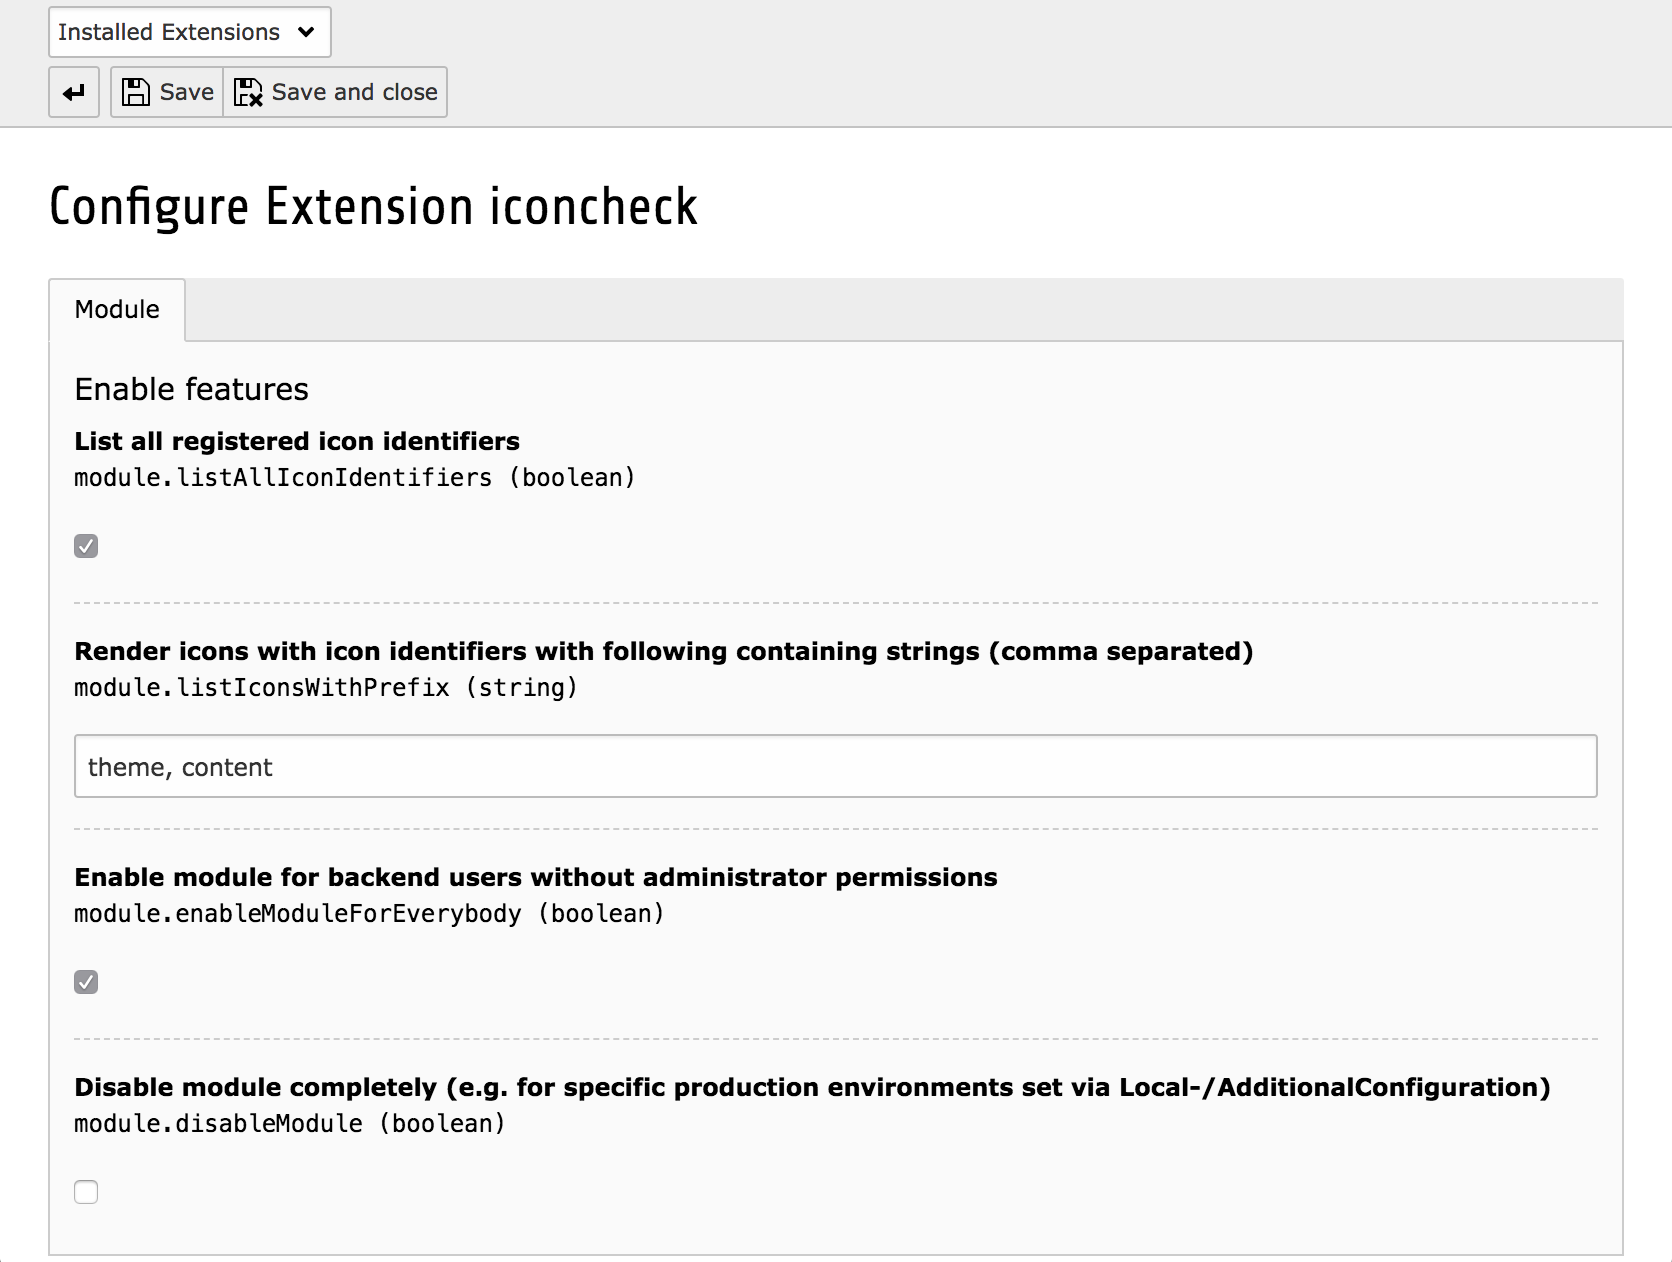 Installed Extensions
Save Save and close
Configure Extension iconcheck
Module
Enable features
List all registered icon identifiers
module.listAllIconIdentifiers (boolean)
Render icons with icon identifiers with following containing strings (comma separated)
module.listIconsWithPrefix (string)
theme, content
Enable module for backend users without administrator permissions
module.enableModuleForEverybody (boolean)
Disable module completely (e.g. for specific production environments set via Local-/AdditionalConfiguration)
module.disableModule (boolean)